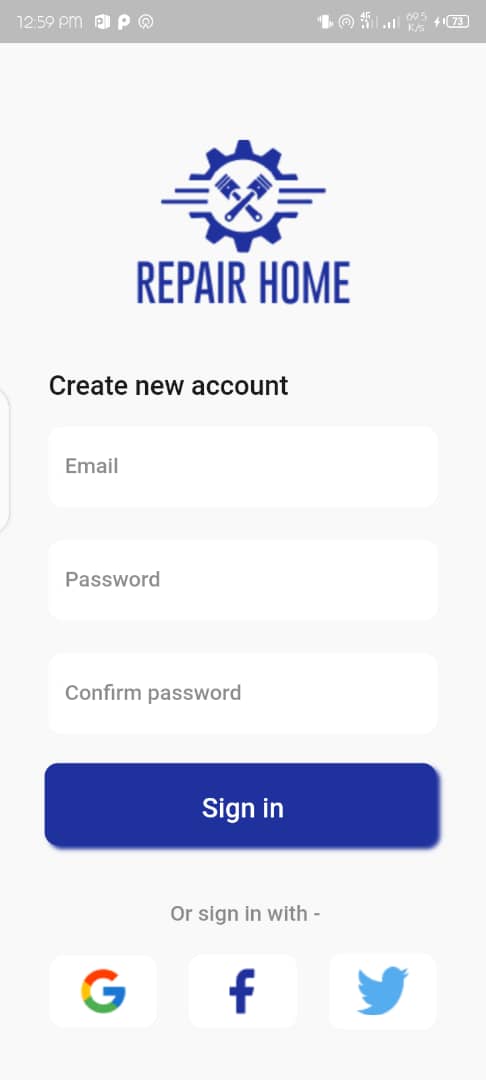 12:59 PM
4G
69.5
K/S
73
REPAIR HOME
Create new account
Email
Password
Confirm password
Sign in
Or sign in with -